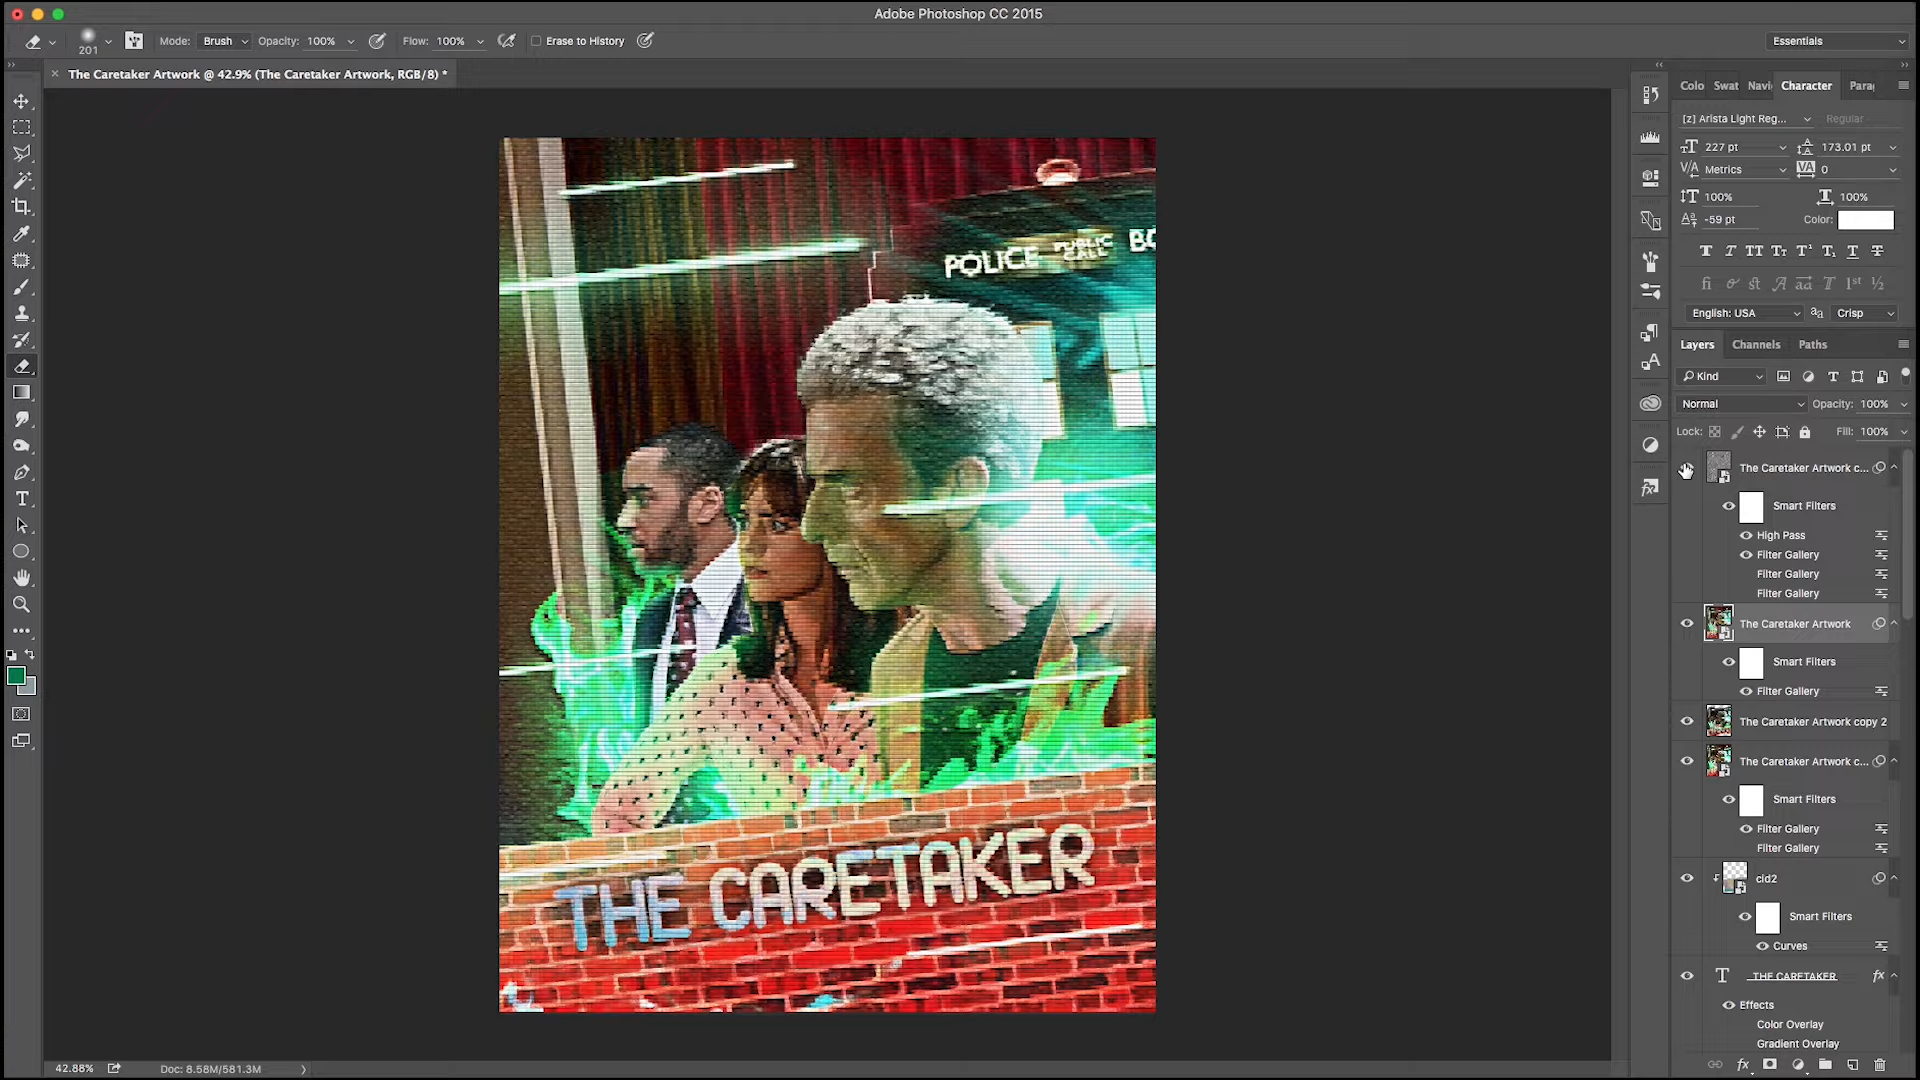 Adobe Photoshop CC 2015
201
Mode: Brush Opacity: 100% Flow: 100% Erase to History
Essentials
The Caretaker Artwork @ 42.9% (The Caretaker Artwork, RGB/8) *
Colo Swat Navi Character Para
[z] Arista Light Reg... Regular
227 pt 173.01 pt
Metrics 0
100% 100%
-59 pt Color:
English: USA Crisp
Layers Channels Paths
Kind
Normal Opacity: 100%
Lock: Fill: 100%
The Caretaker Artwork c...
Smart Filters
High Pass
Filter Gallery
Filter Gallery
Filter Gallery
The Caretaker Artwork
Smart Filters
Filter Gallery
The Caretaker Artwork copy 2
The Caretaker Artwork c...
Smart Filters
Filter Gallery
Filter Gallery
cid2
Smart Filters
Curves
THE CARETAKER fx
Effects
Color Overlay
Gradient Overlay
POLICE PUBLIC CALL BO
THE CARETAKER
42.88% Doc: 8.58M/581.3M